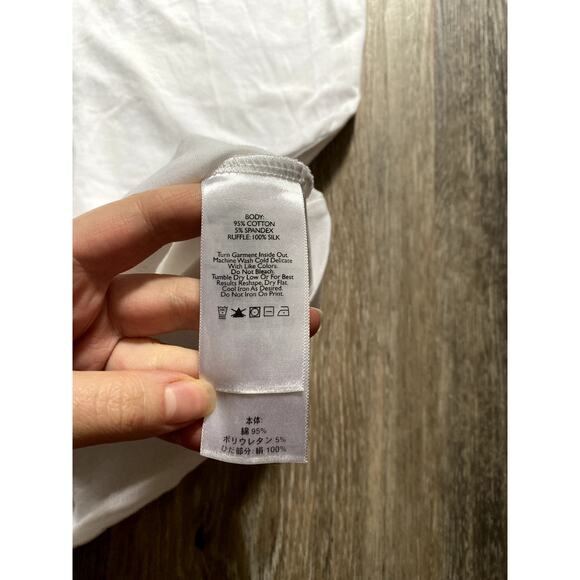 BODY:
95% COTTON
5% SPANDEX
RUFFLE: 100% SILK
Turn Garment Inside Out.
Machine Wash Cold Delicate
With Like Colors.
Do Not Bleach.
Tumble Dry Low Or For Best
Results Reshape, Dry Flat.
Cool Iron As Desired.
Do Not Iron On Print.
本体:
綿 95%
ポリウレタン 5%
ひだ部分: 絹 100%